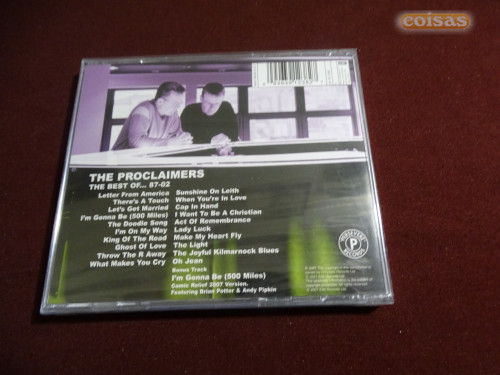 coisas
THE PROCLAIMERS
THE BEST OF... 87-02
Letter From America
There's A Touch
Let's Get Married
I'm Gonna Be (500 Miles)
The Doodle Song
I'm On My Way
King Of The Road
Ghost Of Love
Throw The R Away
What Makes You Cry
Sunshine On Leith
When You're In Love
Cap In Hand
I Want To Be A Christian
Act Of Remembrance
Lady Luck
Make My Heart Fly
The Light
The Joyful Kilmarnock Blues
Oh Jean
Bonus Track
I'm Gonna Be (500 Miles)
Comic Relief 2007 Version.
Featuring Brian Potter & Andy Pipkin
PERSEVERE
P
RECORDS